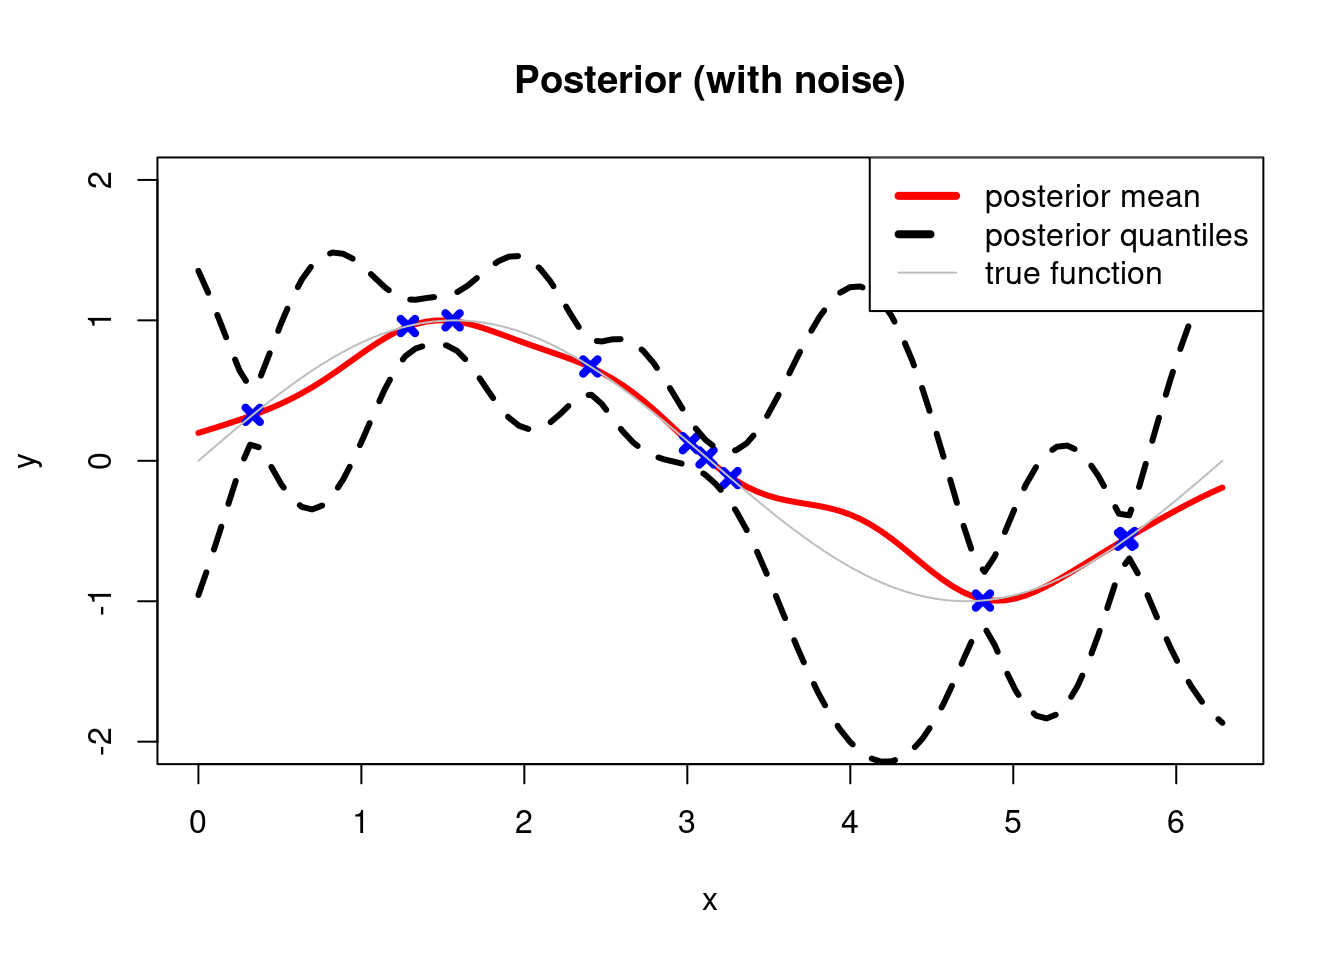 Posterior (with noise)
posterior mean
posterior quantiles
true function
2
1
0
-1
-2
y
0 1 2 3 4 5 6
x